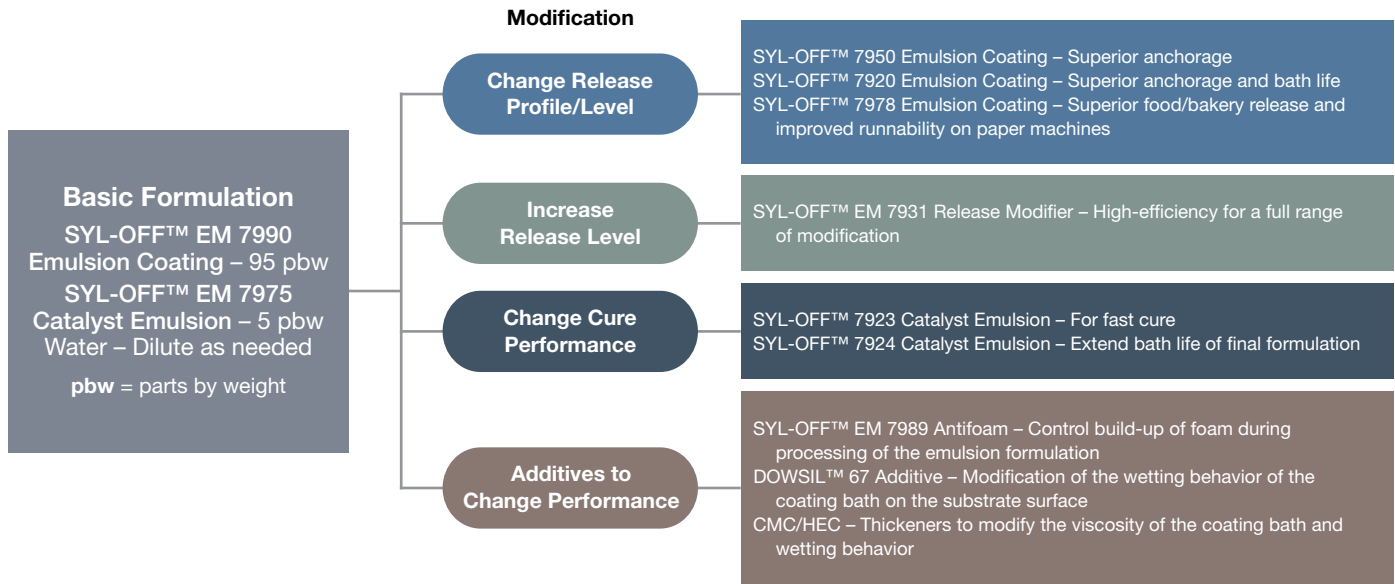 Modification
Basic Formulation
SYL-OFF™ EM 7990
Emulsion Coating – 95 pbw
SYL-OFF™ EM 7975
Catalyst Emulsion – 5 pbw
Water – Dilute as needed
pbw = parts by weight
Change Release
Profile/Level
SYL-OFF™ 7950 Emulsion Coating – Superior anchorage
SYL-OFF™ 7920 Emulsion Coating – Superior anchorage and bath life
SYL-OFF™ 7978 Emulsion Coating – Superior food/bakery release and
improved runnability on paper machines
Increase
Release Level
SYL-OFF™ EM 7931 Release Modifier – High-efficiency for a full range
of modification
Change Cure
Performance
SYL-OFF™ 7923 Catalyst Emulsion – For fast cure
SYL-OFF™ 7924 Catalyst Emulsion – Extend bath life of final formulation
Additives to
Change Performance
SYL-OFF™ EM 7989 Antifoam – Control build-up of foam during
processing of the emulsion formulation
DOWSIL™ 67 Additive – Modification of the wetting behavior of the
coating bath on the substrate surface
CMC/HEC – Thickeners to modify the viscosity of the coating bath and
wetting behavior